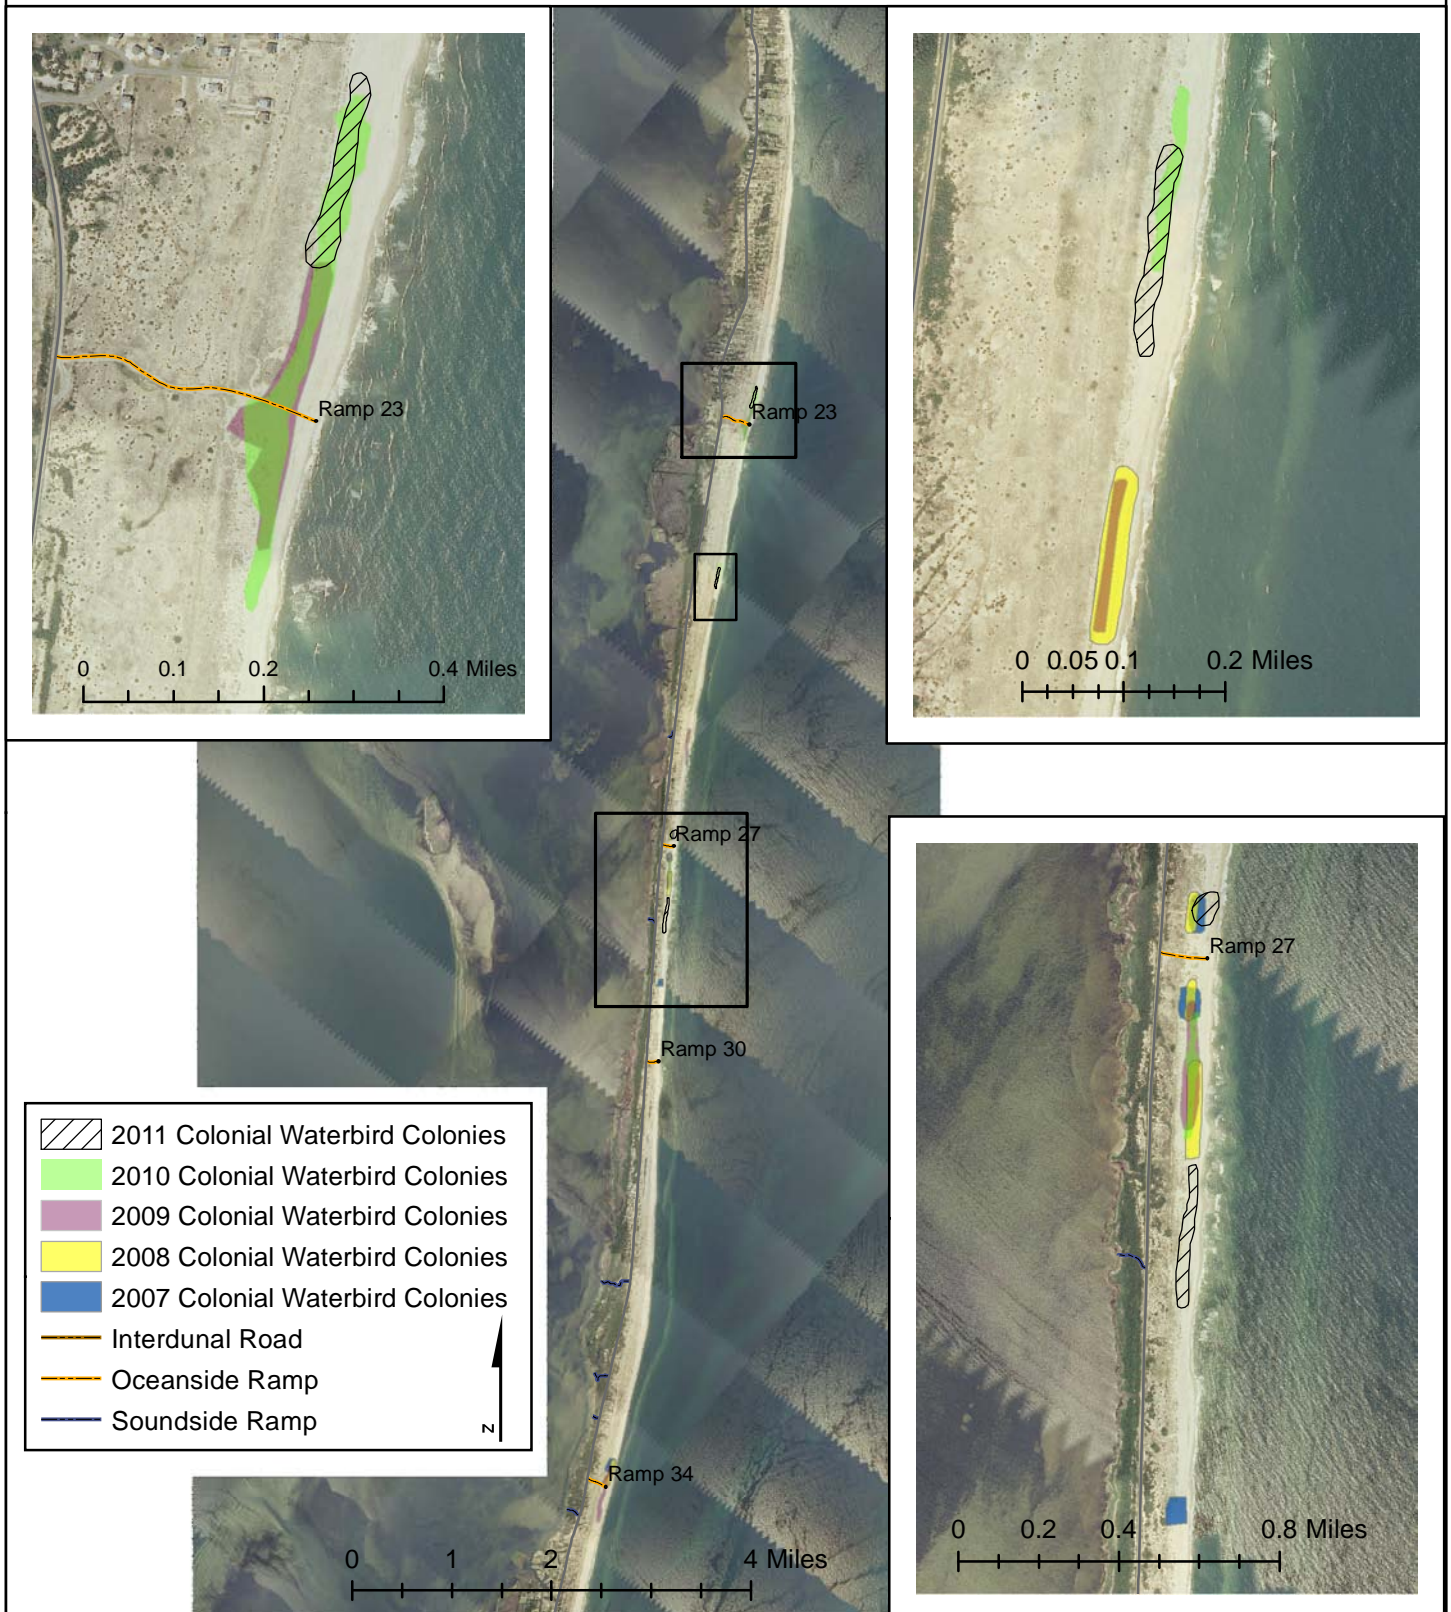 Ramp 23
0 0.1 0.2 0.4 Miles
Ramp 23
0 0.05 0.1 0.2 Miles
Ramp 27
Ramp 30
Ramp 34
0 1 2 4 Miles
Ramp 27
0 0.2 0.4 0.8 Miles
2011 Colonial Waterbird Colonies
2010 Colonial Waterbird Colonies
2009 Colonial Waterbird Colonies
2008 Colonial Waterbird Colonies
2007 Colonial Waterbird Colonies
Interdunal Road
Oceanside Ramp
Soundside Ramp
N